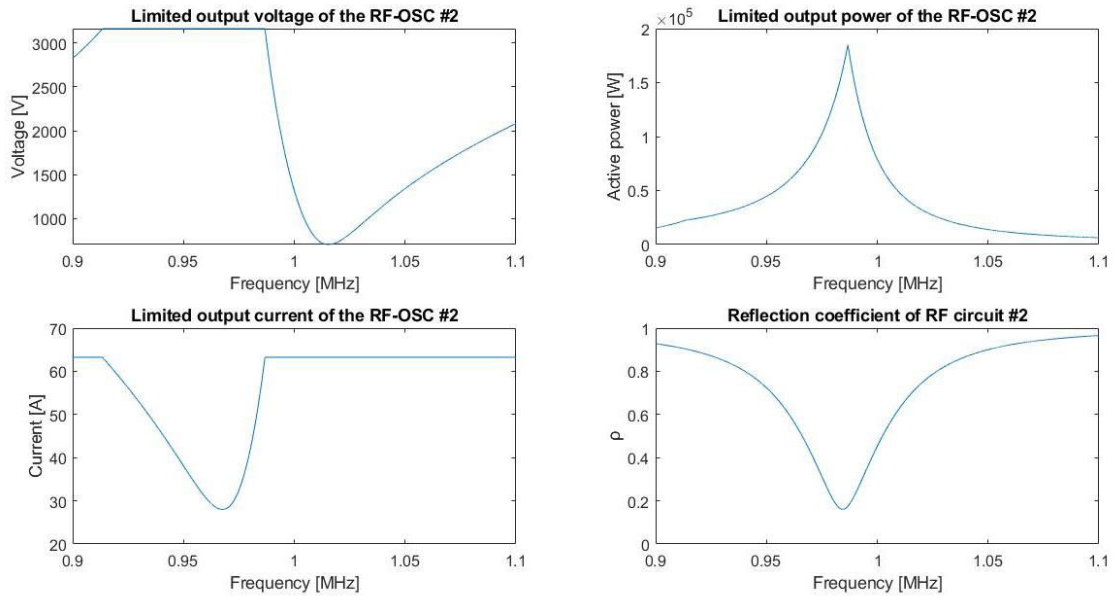 Limited output voltage of the RF-OSC #2
3000
2500
2000
1500
1000
Voltage [V]
0.9 0.95 1 1.05 1.1
Frequency [MHz]
Limited output power of the RF-OSC #2
×10⁵
2
1.5
1
0.5
0
Active power [W]
0.9 0.95 1 1.05 1.1
Frequency [MHz]
Limited output current of the RF-OSC #2
70
60
50
40
30
20
Current [A]
0.9 0.95 1 1.05 1.1
Frequency [MHz]
Reflection coefficient of RF circuit #2
1
0.8
0.6
0.4
0.2
0
ρ
0.9 0.95 1 1.05 1.1
Frequency [MHz]